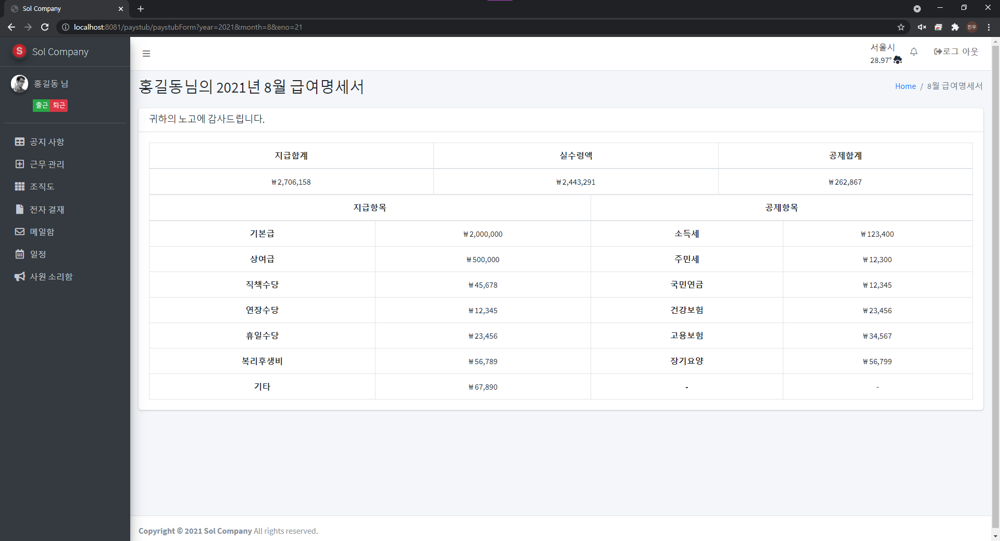 Sol Company
localhost:8081/paystub/paystubForm?year=2021&month=8&eno=21
진우
S Sol Company
서울시
28.97°
로그 아웃
홍길동 님
출근 퇴근
홍길동님의 2021년 8월 급여명세서
Home / 8월 급여명세서
공지 사항
근무 관리
조직도
전자 결재
메일함
일정
사원 소리함
귀하의 노고에 감사드립니다.
지급합계 실수령액 공제합계
₩2,706,158 ₩2,443,291 ₩262,867
지급항목 공제항목
기본급 ₩2,000,000 소득세 ₩123,400
상여급 ₩500,000 주민세 ₩12,300
직책수당 ₩45,678 국민연금 ₩12,345
연장수당 ₩12,345 건강보험 ₩23,456
휴일수당 ₩23,456 고용보험 ₩34,567
복리후생비 ₩56,789 장기요양 ₩56,799
기타 ₩67,890 - -
Copyright © 2021 Sol Company All rights reserved.